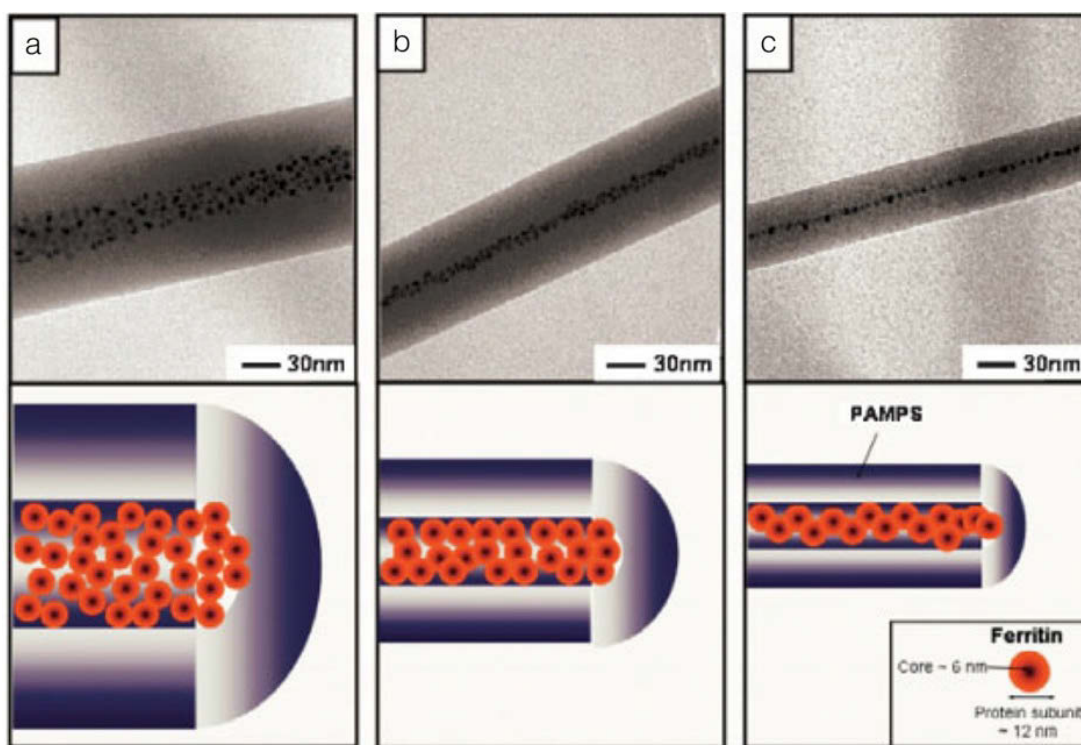 a
b
c
30nm
30nm
30nm
PAMPS
Ferritin
Core ~ 6 nm
Protein subunit
~ 12 nm